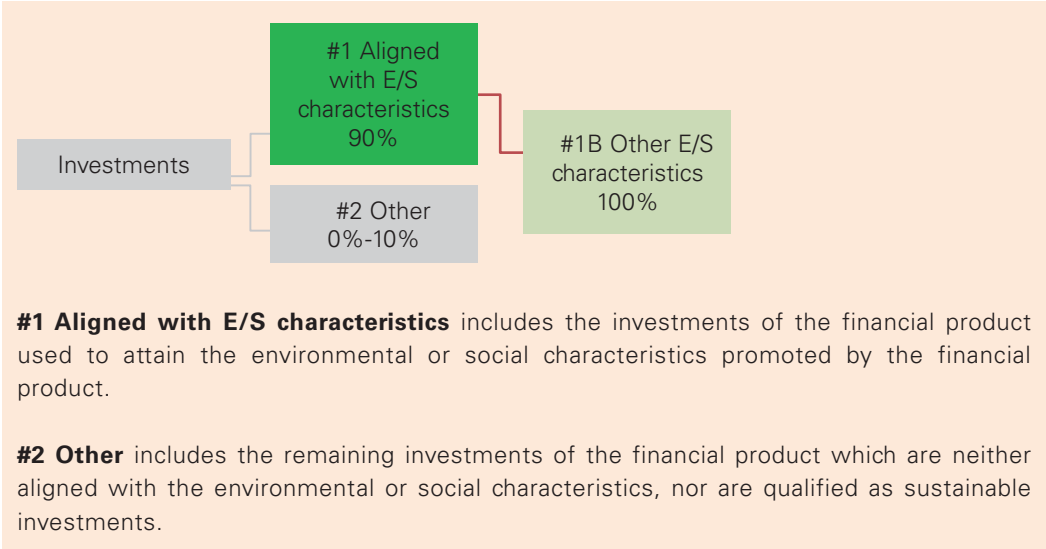 #1 Aligned
with E/S
characteristics
90%
#1B Other E/S
characteristics
100%
Investments
#2 Other
0%-10%
#1 Aligned with E/S characteristics includes the investments of the financial product
used to attain the environmental or social characteristics promoted by the financial
product.
#2 Other includes the remaining investments of the financial product which are neither
aligned with the environmental or social characteristics, nor are qualified as sustainable
investments.